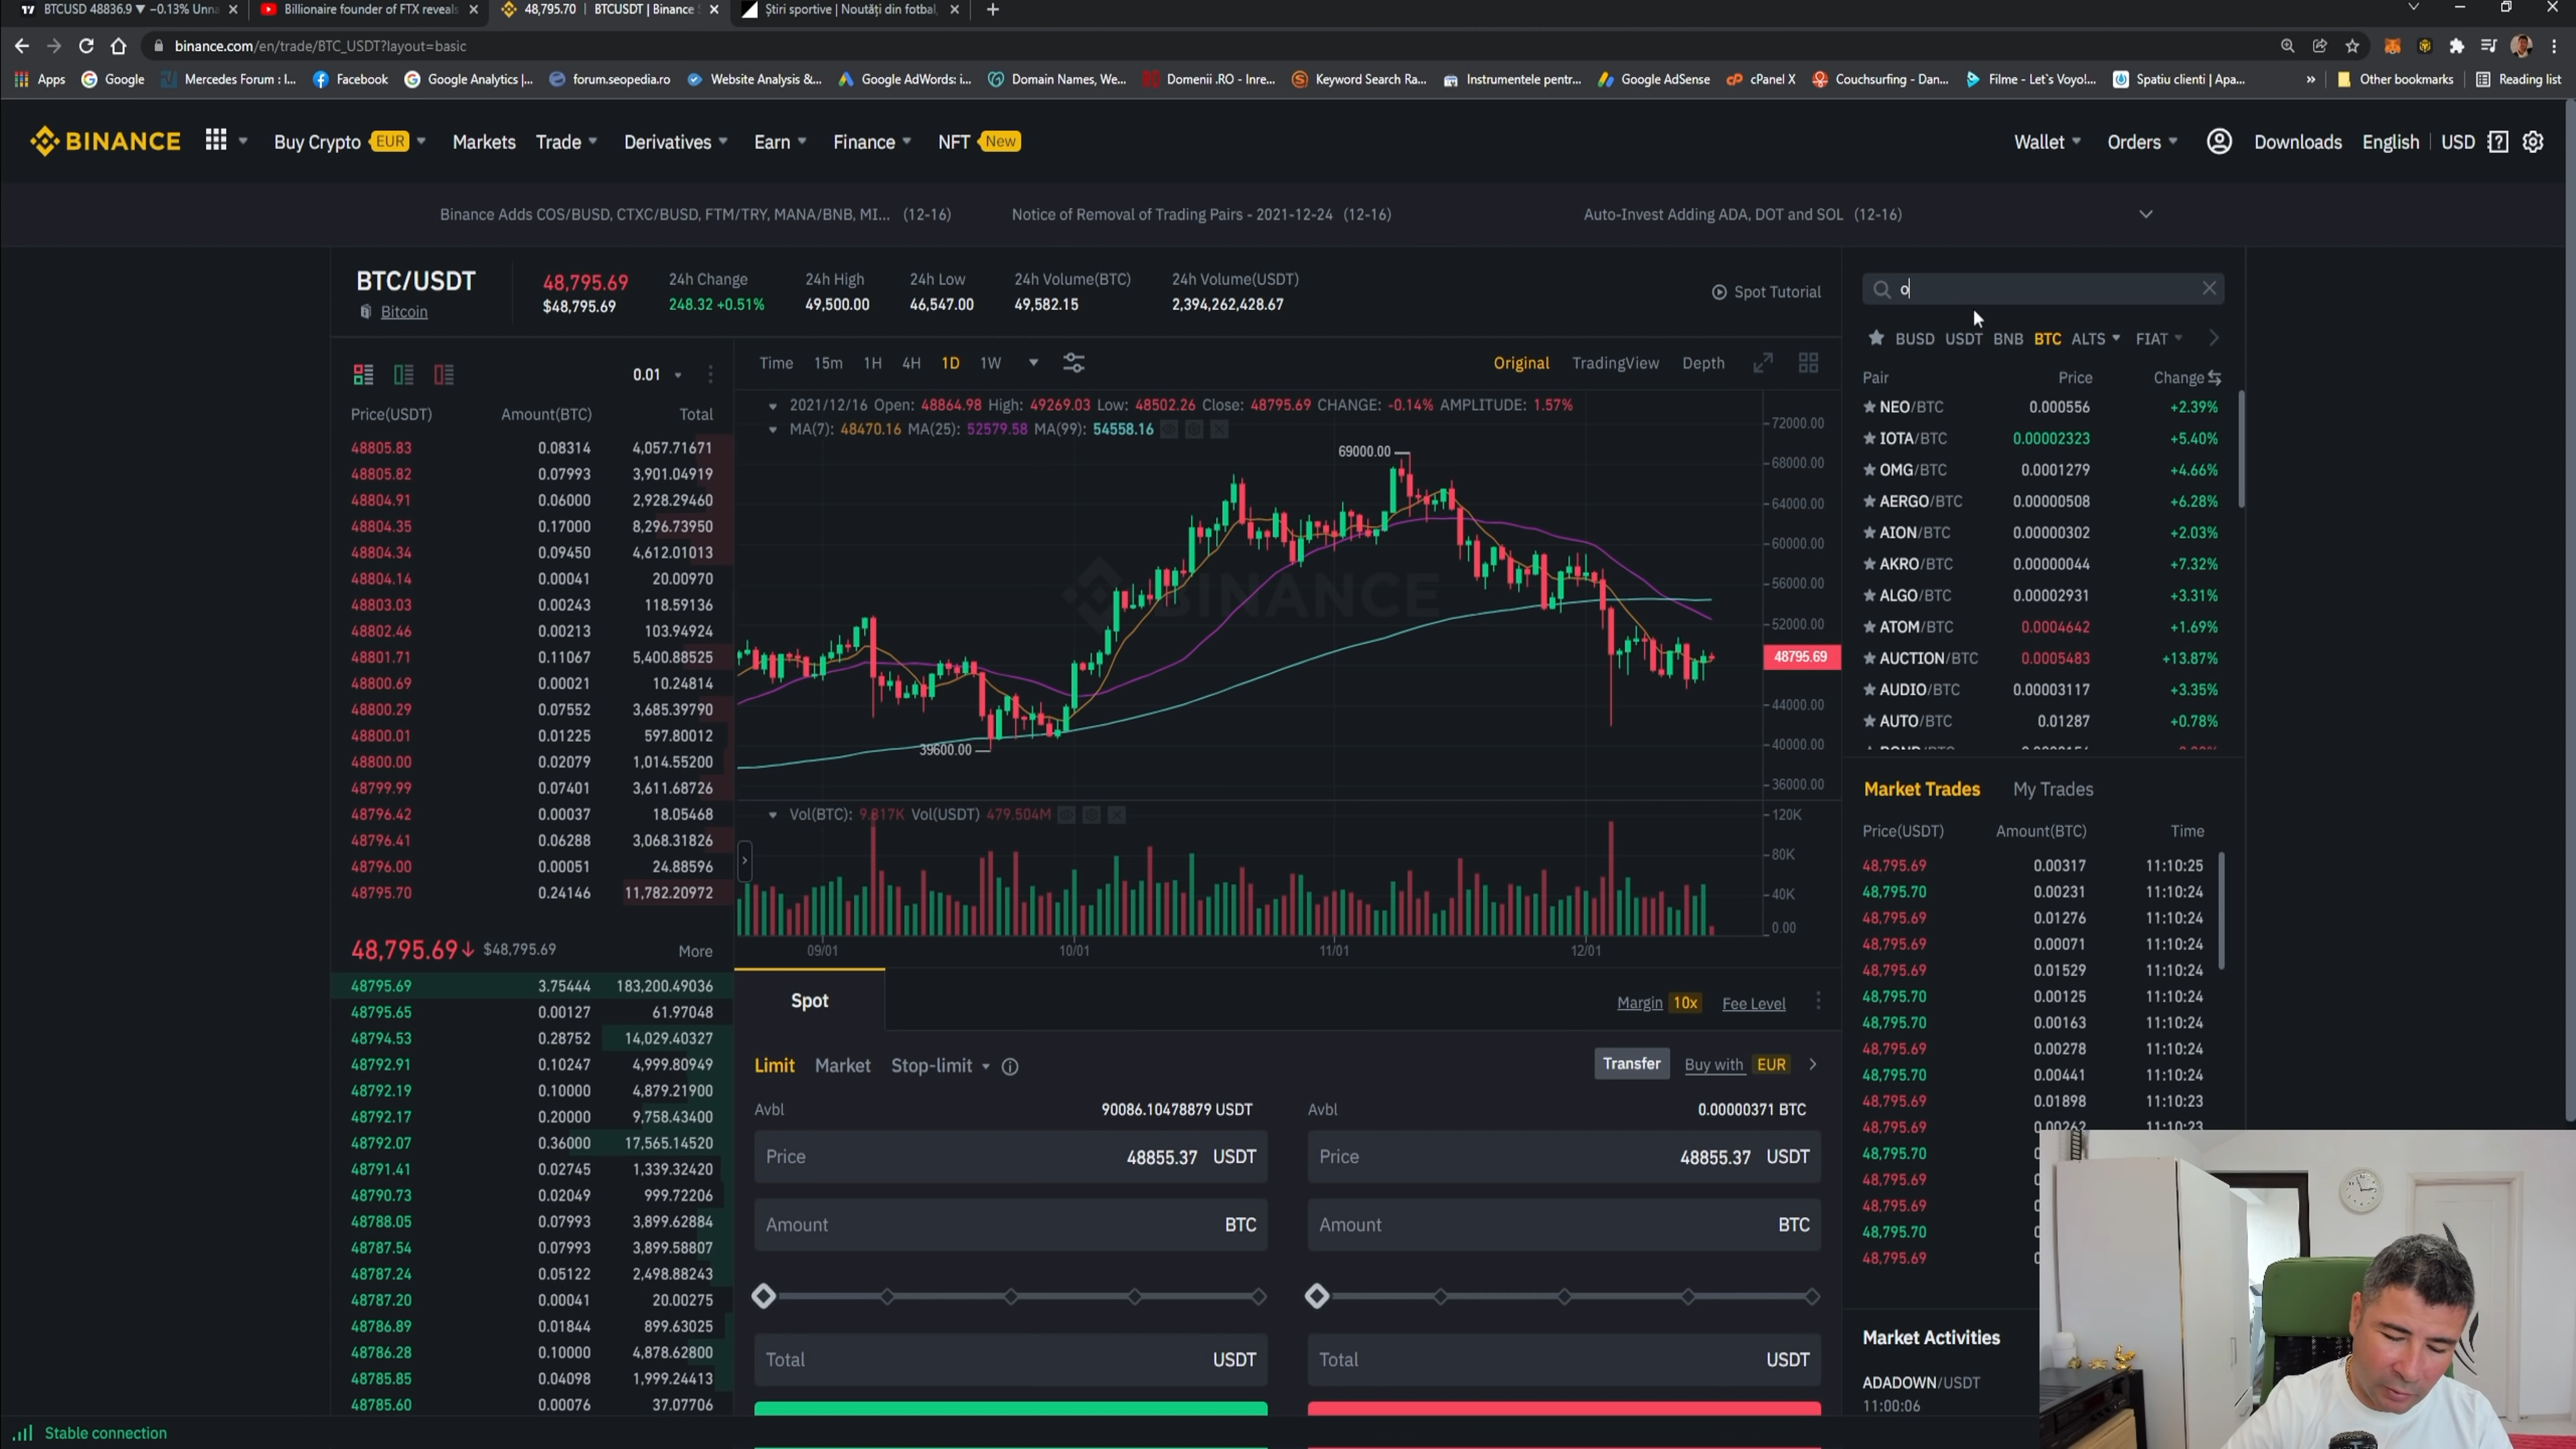 BTCUSD 48836.9 ▼ −0.13% Unna
Billionaire founder of FTX reveals
48,795.70 | BTCUSDT | Binance
Știri sportive | Noutăți din fotbal,
binance.com/en/trade/BTC_USDT?layout=basic
Apps Google Mercedes Forum : I... Facebook Google Analytics |... forum.seopedia.ro Website Analysis &... Google AdWords: i... Domain Names, We... Domenii .RO - Inre... Keyword Search Ra... Instrumentele pentr... Google AdSense cPanel X Couchsurfing - Dan... Filme - Let`s Voyo!... Spatiu clienti | Apa... » Other bookmarks Reading list
BINANCE Buy Crypto EUR Markets Trade Derivatives Earn Finance NFT New Wallet Orders Downloads English USD
Binance Adds COS/BUSD, CTXC/BUSD, FTM/TRY, MANA/BNB, MI... (12-16) Notice of Removal of Trading Pairs - 2021-12-24 (12-16) Auto-Invest Adding ADA, DOT and SOL (12-16)
BTC/USDT
Bitcoin
48,795.69
$48,795.69
24h Change
248.32 +0.51%
24h High
49,500.00
24h Low
46,547.00
24h Volume(BTC)
49,582.15
24h Volume(USDT)
2,394,262,428.67
Spot Tutorial
0.01
Price(USDT) Amount(BTC) Total
48805.83 0.08314 4,057.71671
48805.82 0.07993 3,901.04919
48804.91 0.06000 2,928.29460
48804.35 0.17000 8,296.73950
48804.34 0.09450 4,612.01013
48804.14 0.00041 20.00970
48803.03 0.00243 118.59136
48802.46 0.00213 103.94924
48801.71 0.11067 5,400.88525
48800.69 0.00021 10.24814
48800.29 0.07552 3,685.39790
48800.01 0.01225 597.80012
48800.00 0.02079 1,014.55200
48799.99 0.07401 3,611.68726
48796.42 0.00037 18.05468
48796.41 0.06288 3,068.31826
48796.00 0.00051 24.88596
48795.70 0.24146 11,782.20972
48,795.69↓ $48,795.69 More
48795.69 3.75444 183,200.49036
48795.65 0.00127 61.97048
48794.53 0.28752 14,029.40327
48792.91 0.10247 4,999.80949
48792.19 0.10000 4,879.21900
48792.17 0.20000 9,758.43400
48792.07 0.36000 17,565.14520
48791.41 0.02745 1,339.32420
48790.73 0.02049 999.72206
48788.05 0.07993 3,899.62884
48787.54 0.07993 3,899.58807
48787.24 0.05122 2,498.88243
48787.20 0.00041 20.00275
48786.89 0.01844 899.63025
48786.28 0.10000 4,878.62800
48785.85 0.04098 1,999.24413
48785.60 0.00076 37.07706
Stable connection
Time 15m 1H 4H 1D 1W Original TradingView Depth
2021/12/16 Open: 48864.98 High: 49269.03 Low: 48502.26 Close: 48795.69 CHANGE: -0.14% AMPLITUDE: 1.57%
MA(7): 48470.16 MA(25): 52579.58 MA(99): 54558.16
69000.00
39600.00
BINANCE
72000.00
68000.00
64000.00
60000.00
56000.00
52000.00
48795.69
44000.00
40000.00
36000.00
Vol(BTC): 9.817K Vol(USDT) 479.504M
120K
80K
40K
0.00
09/01 10/01 11/01 12/01
Spot Margin 10x Fee Level
Limit Market Stop-limit Transfer Buy with EUR
Avbl 90086.10478879 USDT
Price 48855.37 USDT
Amount BTC
Total USDT
Avbl 0.00000371 BTC
Price 48855.37 USDT
Amount BTC
Total USDT
o
BUSD USDT BNB BTC ALTS FIAT
Pair Price Change
NEO/BTC 0.000556 +2.39%
IOTA/BTC 0.00002323 +5.40%
OMG/BTC 0.0001279 +4.66%
AERGO/BTC 0.00000508 +6.28%
AION/BTC 0.00000302 +2.03%
AKRO/BTC 0.00000044 +7.32%
ALGO/BTC 0.00002931 +3.31%
ATOM/BTC 0.0004642 +1.69%
AUCTION/BTC 0.0005483 +13.87%
AUDIO/BTC 0.00003117 +3.35%
AUTO/BTC 0.01287 +0.78%
Market Trades My Trades
Price(USDT) Amount(BTC) Time
48,795.69 0.00317 11:10:25
48,795.70 0.00231 11:10:24
48,795.69 0.01276 11:10:24
48,795.69 0.00071 11:10:24
48,795.69 0.01529 11:10:24
48,795.70 0.00125 11:10:24
48,795.70 0.00163 11:10:24
48,795.69 0.00278 11:10:24
48,795.70 0.00441 11:10:24
48,795.69 0.01898 11:10:23
48,795.69 0.00262 11:10:23
48,795.70
48,795.69
48,795.69
48,795.70
48,795.69
Market Activities
ADADOWN/USDT
11:00:06